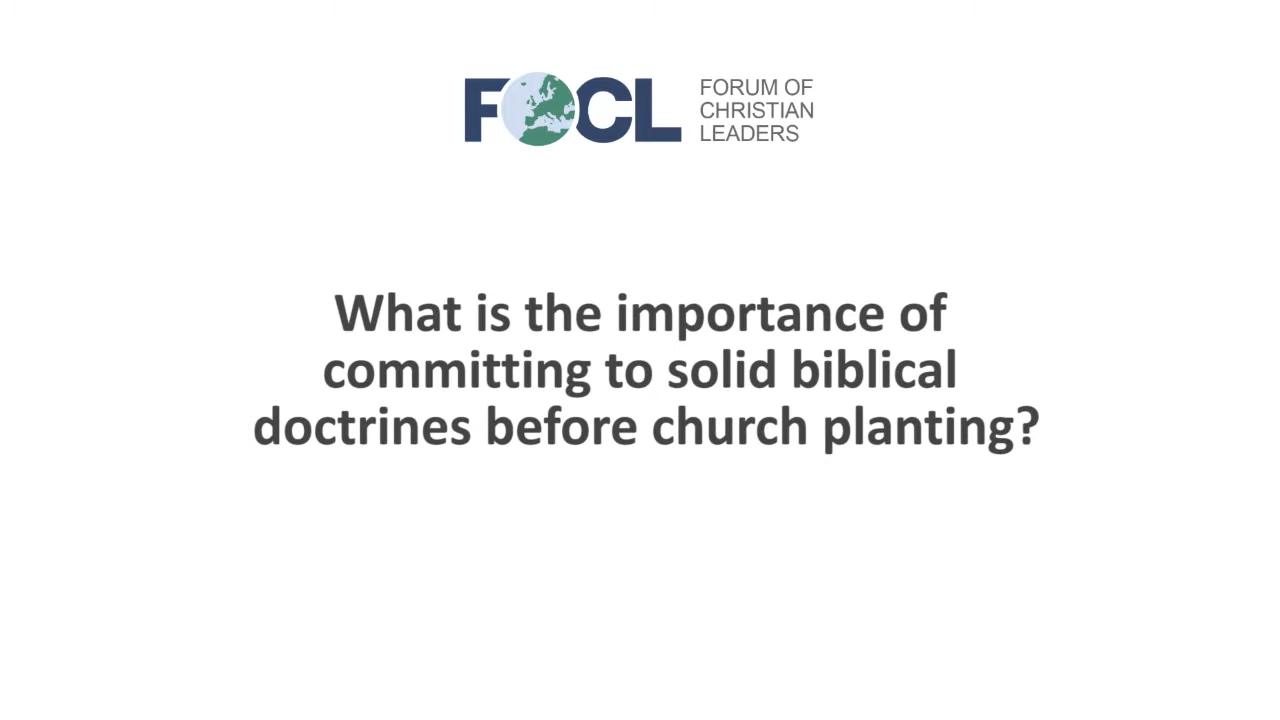 FOCL
FORUM OF
CHRISTIAN
LEADERS
What is the importance of
committing to solid biblical
doctrines before church planting?